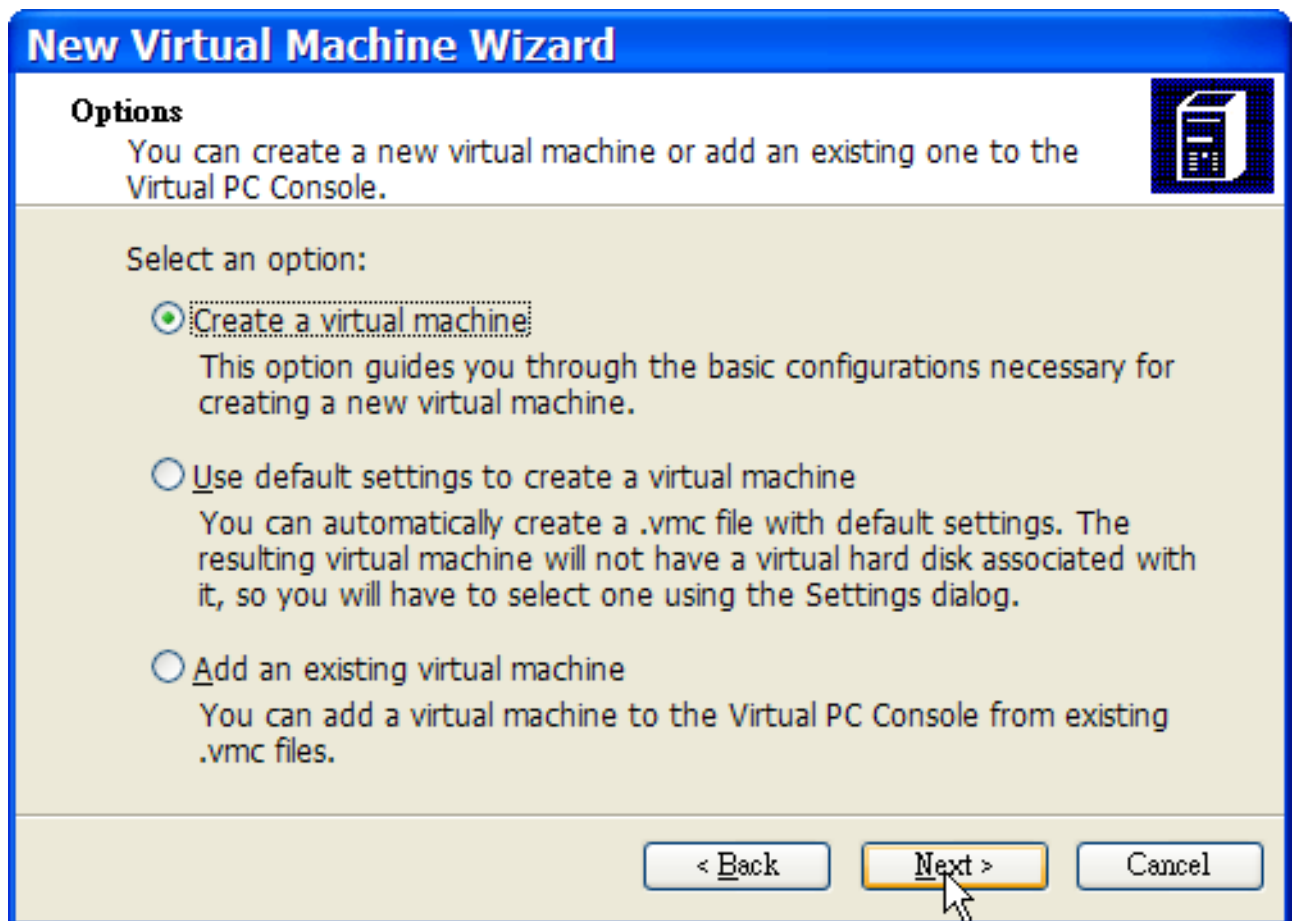 New Virtual Machine Wizard
Options
You can create a new virtual machine or add an existing one to the
Virtual PC Console.
Select an option:
Create a virtual machine
This option guides you through the basic configurations necessary for
creating a new virtual machine.
Use default settings to create a virtual machine
You can automatically create a .vmc file with default settings. The
resulting virtual machine will not have a virtual hard disk associated with
it, so you will have to select one using the Settings dialog.
Add an existing virtual machine
You can add a virtual machine to the Virtual PC Console from existing
.vmc files.
< Back Next > Cancel